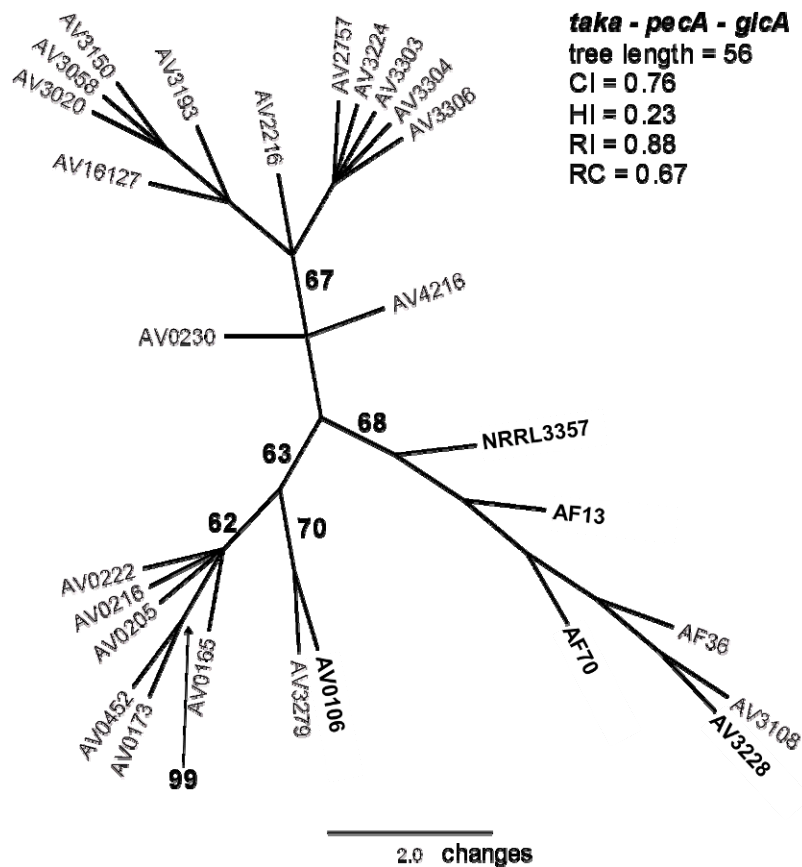 taka - pecA - glcA
tree length = 56
CI = 0.76
HI = 0.23
RI = 0.88
RC = 0.67
AV3150
AV3058
AV3020
AV3193
AV16127
AV2216
AV2757
AV3224
AV3303
AV3304
AV3306
67
AV4216
AV0230
68
NRRL3357
63
AF13
62
70
AV0222
AV0216
AV0205
AV0165
AV0452
AV0173
99
AV3279
AV0106
AF70
AF36
AV3108
AV3228
2.0 changes